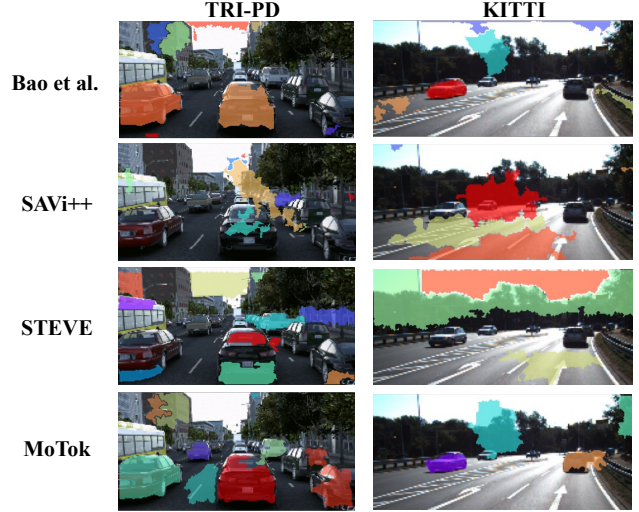 TRI-PD KITTI
Bao et al.
SAVi++
STEVE
MoTok